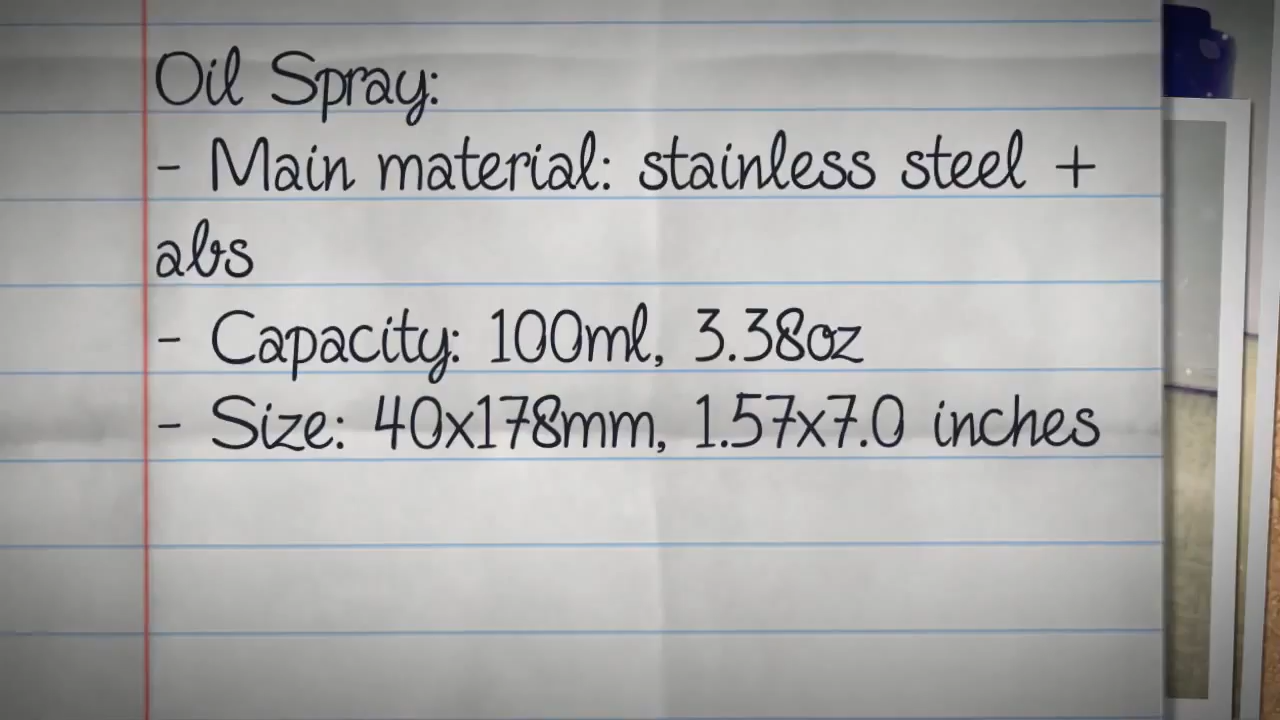 Oil Spray:
- Main material: stainless steel +
abs
- Capacity: 100ml, 3.38oz
- Size: 40x178mm, 1.57x7.0 inches